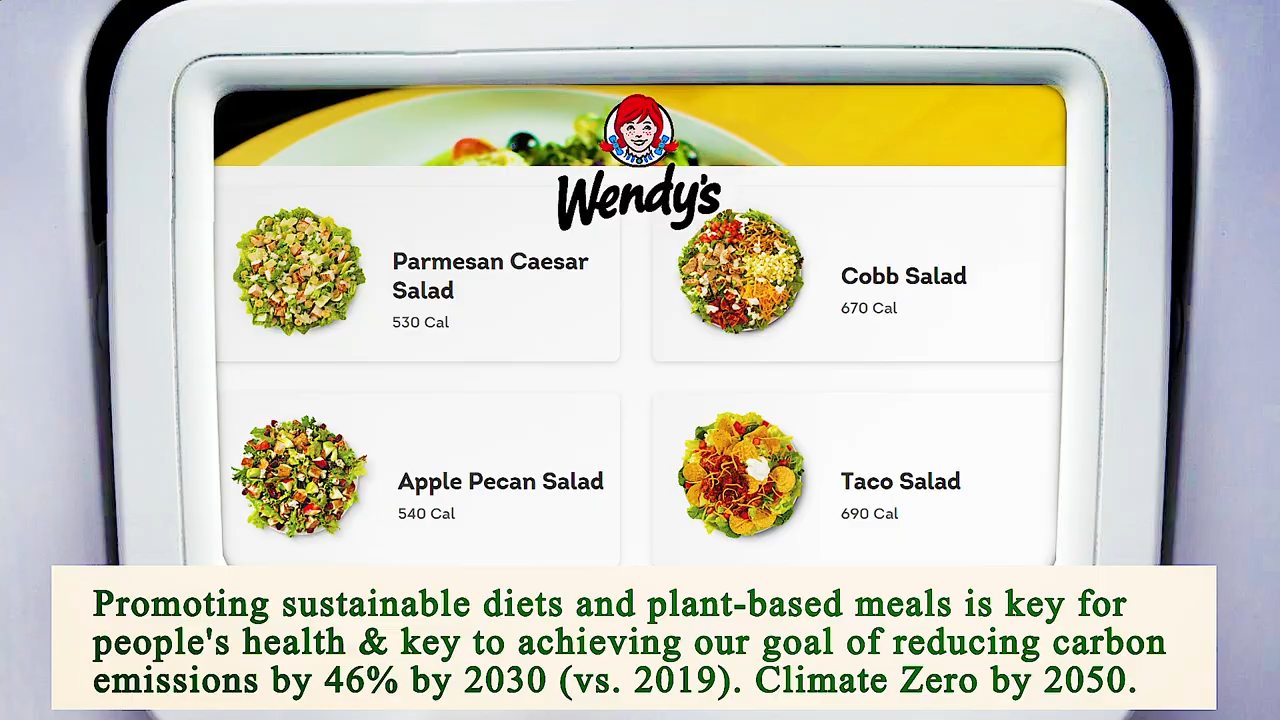 Wendy's
Parmesan Caesar
Salad
530 Cal
Cobb Salad
670 Cal
Apple Pecan Salad
540 Cal
Taco Salad
690 Cal
Promoting sustainable diets and plant-based meals is key for
people's health & key to achieving our goal of reducing carbon
emissions by 46% by 2030 (vs. 2019). Climate Zero by 2050.